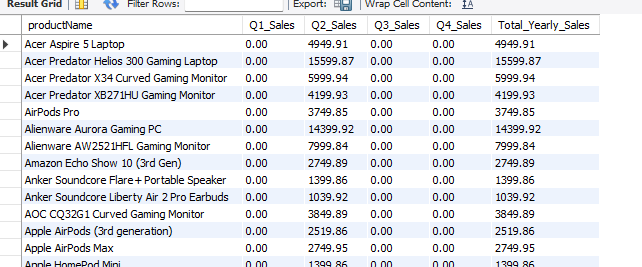 Result Grid Filter Rows: Export: Wrap Cell Content: IA
productName Q1_Sales Q2_Sales Q3_Sales Q4_Sales Total_Yearly_Sales
Acer Aspire 5 Laptop 0.00 4949.91 0.00 0.00 4949.91
Acer Predator Helios 300 Gaming Laptop 0.00 15599.87 0.00 0.00 15599.87
Acer Predator X34 Curved Gaming Monitor 0.00 5999.94 0.00 0.00 5999.94
Acer Predator XB271HU Gaming Monitor 0.00 4199.93 0.00 0.00 4199.93
AirPods Pro 0.00 3749.85 0.00 0.00 3749.85
Alienware Aurora Gaming PC 0.00 14399.92 0.00 0.00 14399.92
Alienware AW2521HFL Gaming Monitor 0.00 7999.84 0.00 0.00 7999.84
Amazon Echo Show 10 (3rd Gen) 0.00 2749.89 0.00 0.00 2749.89
Anker Soundcore Flare+ Portable Speaker 0.00 1399.86 0.00 0.00 1399.86
Anker Soundcore Liberty Air 2 Pro Earbuds 0.00 1039.92 0.00 0.00 1039.92
AOC CQ32G1 Curved Gaming Monitor 0.00 3849.89 0.00 0.00 3849.89
Apple AirPods (3rd generation) 0.00 2519.86 0.00 0.00 2519.86
Apple AirPods Max 0.00 2749.95 0.00 0.00 2749.95
Apple HomePod Mini 0.00 1399.86 0.00 0.00 1399.86